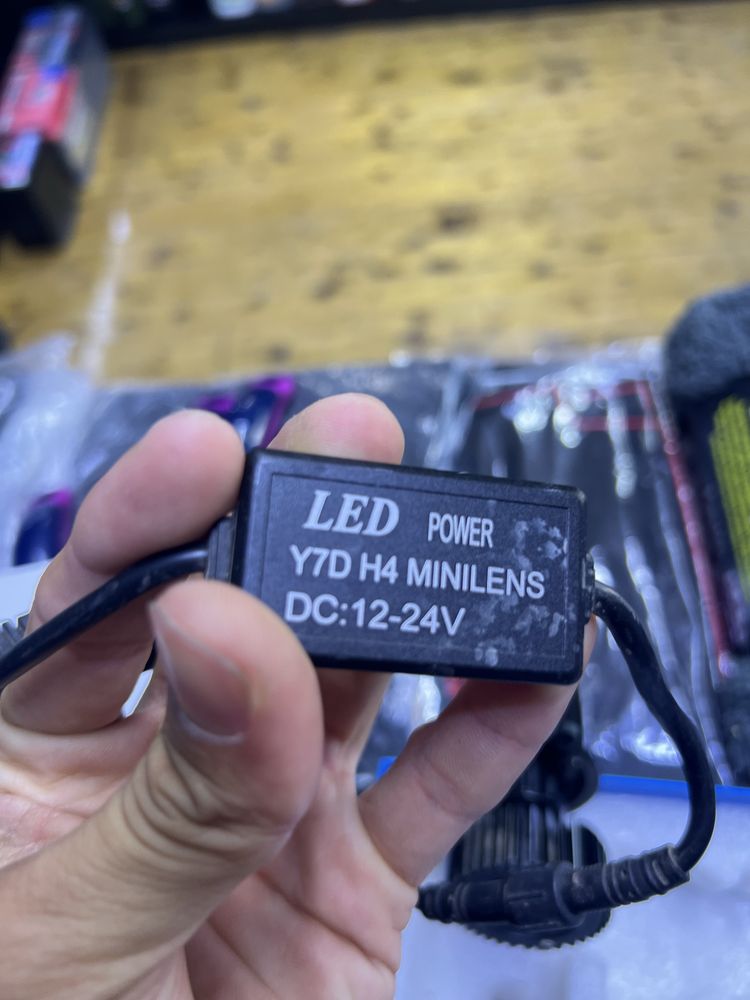 LED POWER
Y7D H4 MINILENS
DC:12-24V